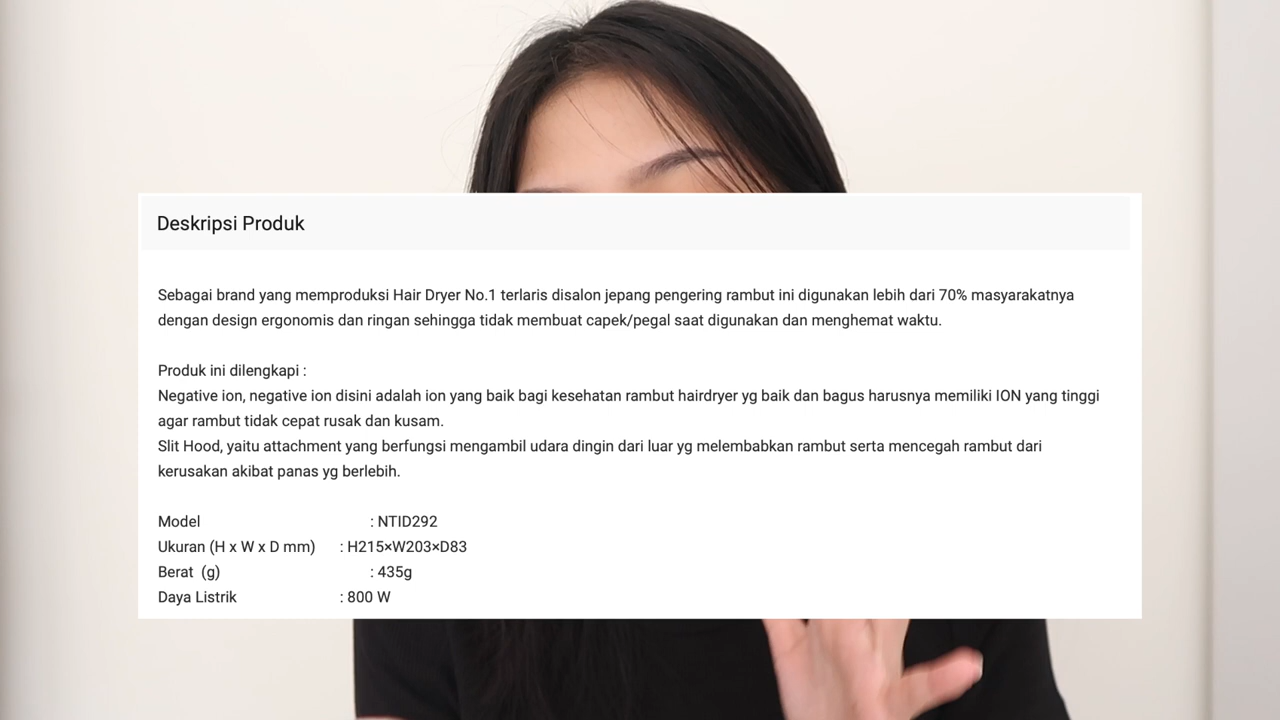 Deskripsi Produk
Sebagai brand yang memproduksi Hair Dryer No.1 terlaris disalon jepang pengering rambut ini digunakan lebih dari 70% masyarakatnya
dengan design ergonomis dan ringan sehingga tidak membuat capek/pegal saat digunakan dan menghemat waktu.
Produk ini dilengkapi :
Negative ion, negative ion disini adalah ion yang baik bagi kesehatan rambut hairdryer yg baik dan bagus harusnya memiliki ION yang tinggi
agar rambut tidak cepat rusak dan kusam.
Slit Hood, yaitu attachment yang berfungsi mengambil udara dingin dari luar yg melembabkan rambut serta mencegah rambut dari
kerusakan akibat panas yg berlebih.
Model : NTID292
Ukuran (H x W x D mm) : H215×W203×D83
Berat (g) : 435g
Daya Listrik : 800 W